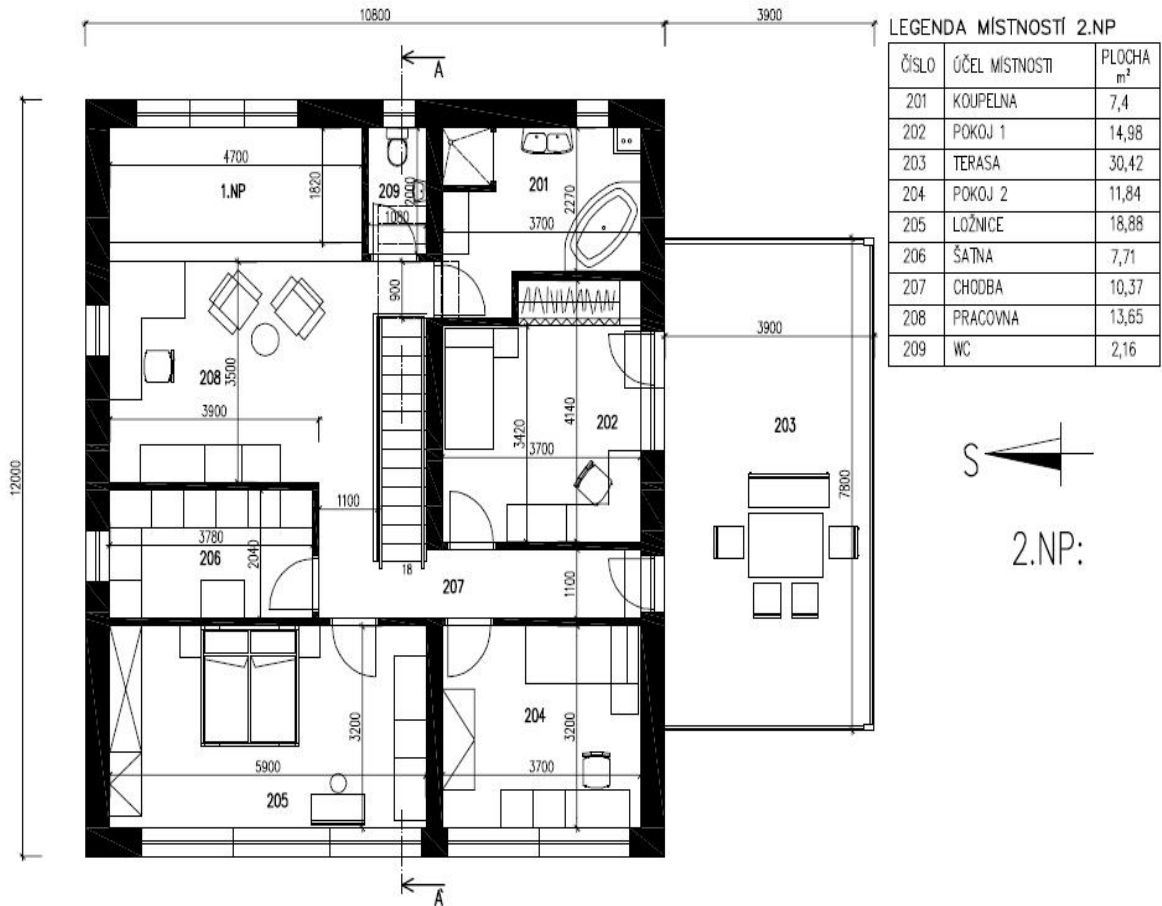 10800
3900
LEGENDA MÍSTNOSTÍ 2.NP
ČÍSLO ÚČEL MÍSTNOSTI PLOCHA m²
201 KOUPELNA 7,4
202 POKOJ 1 14,98
203 TERASA 30,42
204 POKOJ 2 11,84
205 LOŽNICE 18,88
206 ŠATNA 7,71
207 CHODBA 10,37
208 PRACOVNA 13,65
209 WC 2,16
A
12000
4700
1.NP
1820
209
2000
1080
201
2270
3700
900
3900
208
3500
3900
3420
3700
4140
202
203
7800
S
2.NP:
1100
3780
206
2040
18
207
1100
3200
5900
205
204
3200
3700
A